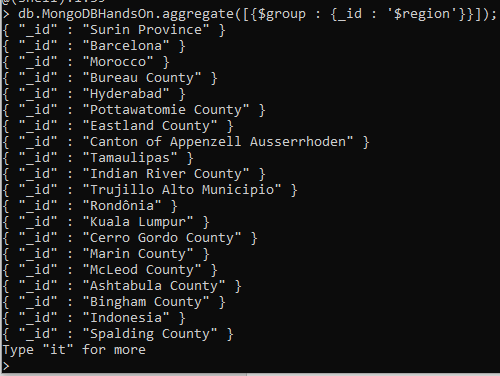 > db.MongoDBHandsOn.aggregate([{$group : {_id : '$region'}}]);
{ "_id" : "Surin Province" }
{ "_id" : "Barcelona" }
{ "_id" : "Morocco" }
{ "_id" : "Bureau County" }
{ "_id" : "Hyderabad" }
{ "_id" : "Pottawatomie County" }
{ "_id" : "Eastland County" }
{ "_id" : "Canton of Appenzell Ausserrhoden" }
{ "_id" : "Tamaulipas" }
{ "_id" : "Indian River County" }
{ "_id" : "Trujillo Alto Municipio" }
{ "_id" : "Rondônia" }
{ "_id" : "Kuala Lumpur" }
{ "_id" : "Cerro Gordo County" }
{ "_id" : "Marin County" }
{ "_id" : "McLeod County" }
{ "_id" : "Ashtabula County" }
{ "_id" : "Bingham County" }
{ "_id" : "Indonesia" }
{ "_id" : "Spalding County" }
Type "it" for more
>